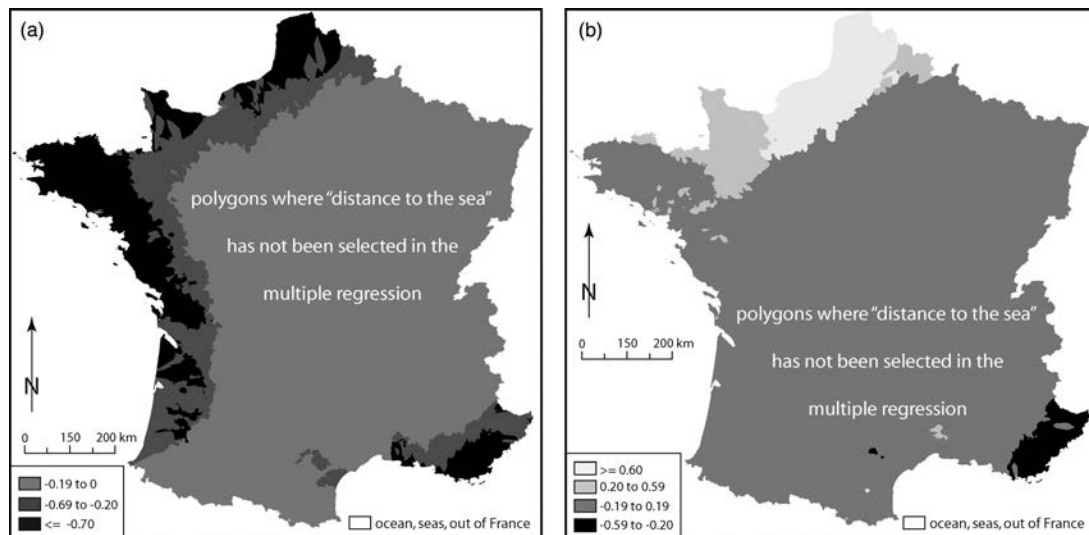 (a)
polygons where "distance to the sea"
has not been selected in the
multiple regression
N
0 150 200 km
-0.19 to 0
-0.69 to -0.20
<= -0.70
ocean, seas, out of France
(b)
polygons where "distance to the sea"
has not been selected in the
multiple regression
N
0 150 200 km
>= 0.60
0.20 to 0.59
-0.19 to 0.19
-0.59 to -0.20
ocean, seas, out of France